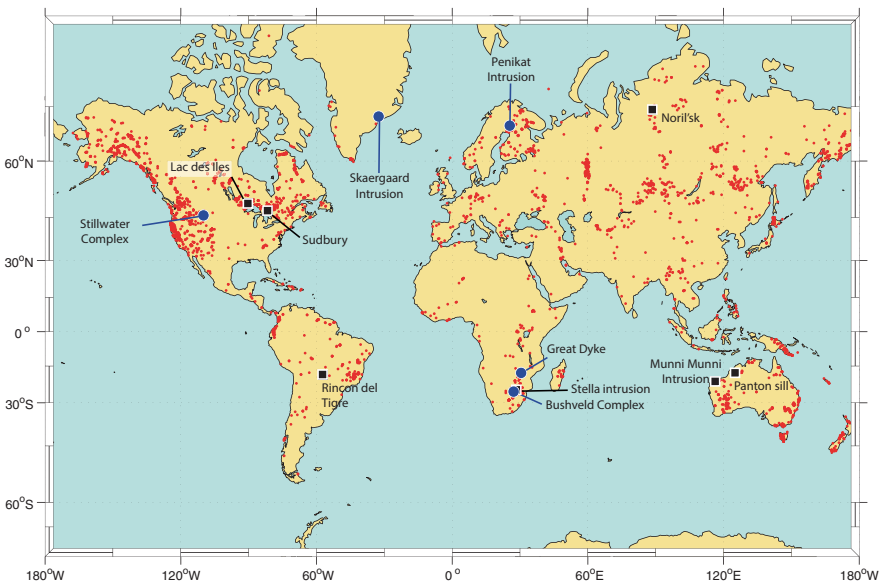 Penikat
Intrusion
Noril'sk
60°N
Lac des Iles
Skaergaard
Intrusion
Stillwater
Complex
Sudbury
30°N
0°
Great Dyke
Munni Munni
Intrusion
Panton sill
Stella intrusion
Bushveld Complex
Rincon del
Tigre
30°S
60°S
180°W
120°W
60°W
0°
60°E
120°E
180°W